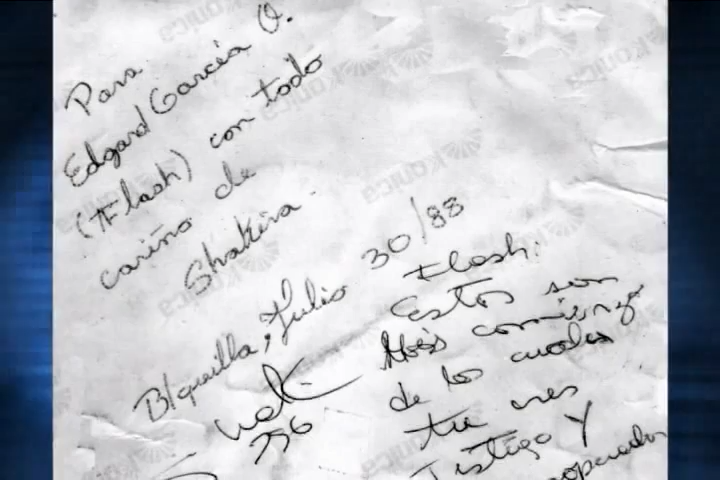 Para
Edgard García O.
(Flash) con todo
cariño de
Shakira.
B/quilla, Julio 30/88
Flash:
Estos son
comienzos
de los cuales
tu eres
Testigo y
Konica